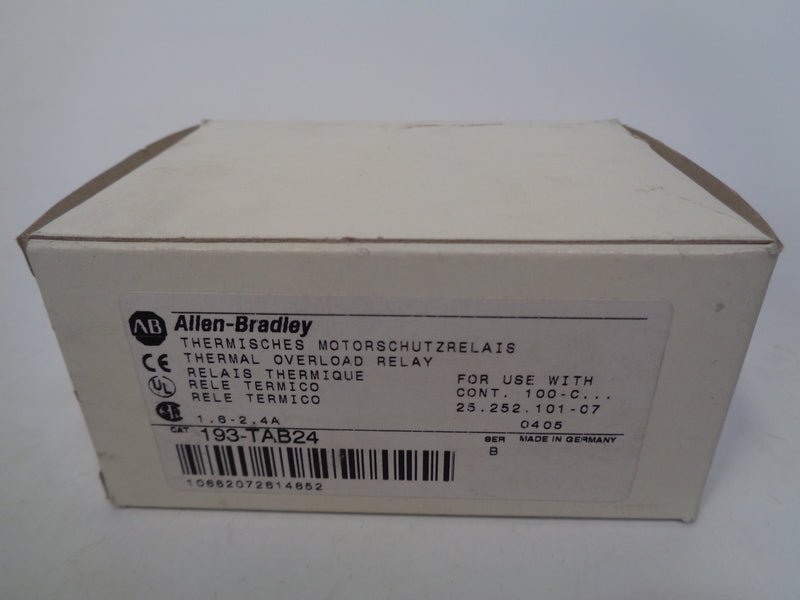 AB Allen-Bradley
THERMISCHES MOTORSCHUTZRELAIS
CE THERMAL OVERLOAD RELAY
RELAIS THERMIQUE
UL RELE TERMICO
RELE TERMICO
FOR USE WITH
CONT. 100-C...
25.252.101-07
1.6-2.4A
0405
CAT 193-TAB24
SER MADE IN GERMANY
B
10662072614652